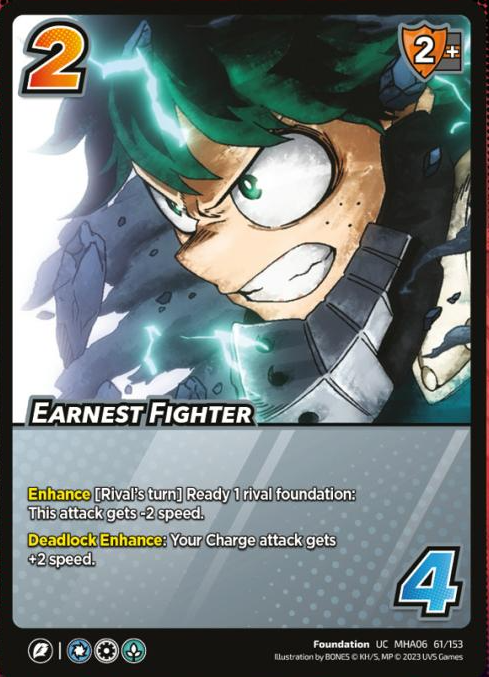 2
2+
EARNEST FIGHTER
Enhance [Rival's turn] Ready 1 rival foundation:
This attack gets -2 speed.
Deadlock Enhance: Your Charge attack gets
+2 speed.
4
Foundation UC MHA06 61/153
Illustration by BONES © KH/S, MP © 2023 UVS Games